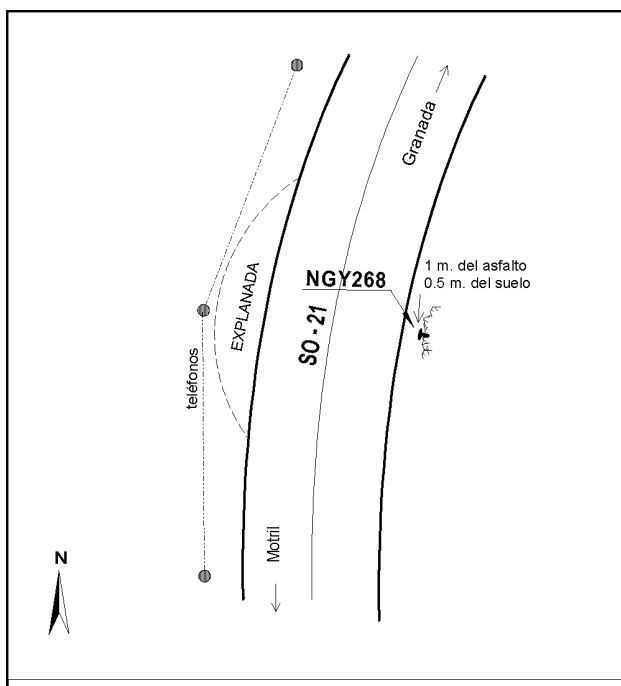 Granada
1 m. del asfalto
0.5 m. del suelo
NGY268
EXPLANADA
SO - 21
teléfonos
Motril
N